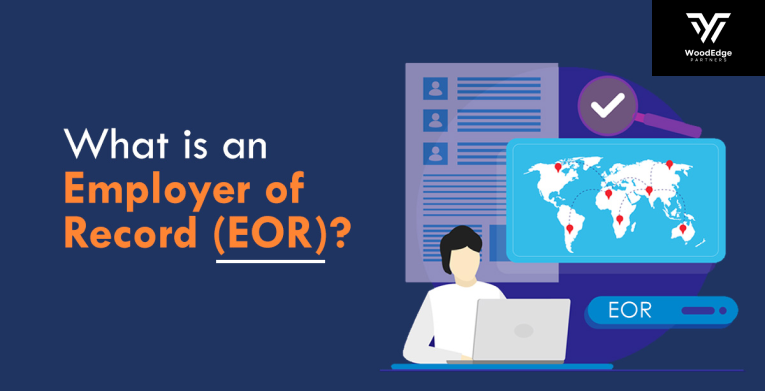 WoodEdge
PARTNERS
What is an
Employer of
Record (EOR)?
EOR